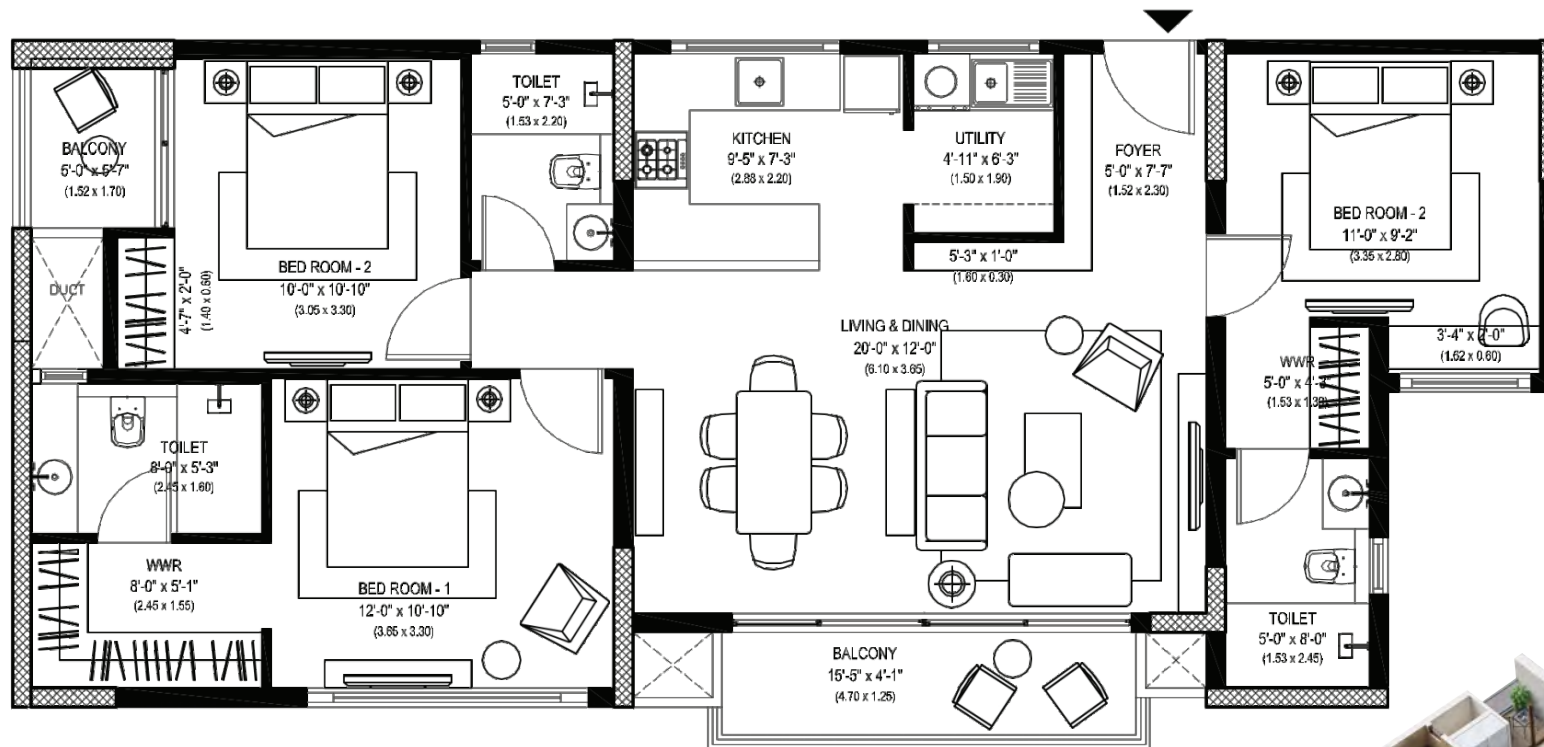 BALCONY
5'-0" x 5'-7"
(1.52 x 1.70)
DUCT
4'-7" x 2'-0"
(1.40 x 0.60)
BED ROOM - 2
10'-0" x 10'-10"
(3.05 x 3.30)
TOILET
5'-0" x 7'-3"
(1.53 x 2.20)
KITCHEN
9'-5" x 7'-3"
(2.88 x 2.20)
UTILITY
4'-11" x 6'-3"
(1.50 x 1.90)
FOYER
5'-0" x 7'-7"
(1.52 x 2.30)
5'-3" x 1'-0"
(1.60 x 0.30)
BED ROOM - 2
11'-0" x 9'-2"
(3.35 x 2.80)
LIVING & DINING
20'-0" x 12'-0"
(6.10 x 3.65)
3'-4" x 2'-0"
(1.62 x 0.60)
WWR
5'-0" x 4'-3"
(1.53 x 1.30)
TOILET
8'-0" x 5'-3"
(2.45 x 1.60)
WWR
8'-0" x 5'-1"
(2.45 x 1.55)
BED ROOM - 1
12'-0" x 10'-10"
(3.65 x 3.30)
BALCONY
15'-5" x 4'-1"
(4.70 x 1.25)
TOILET
5'-0" x 8'-0"
(1.53 x 2.45)